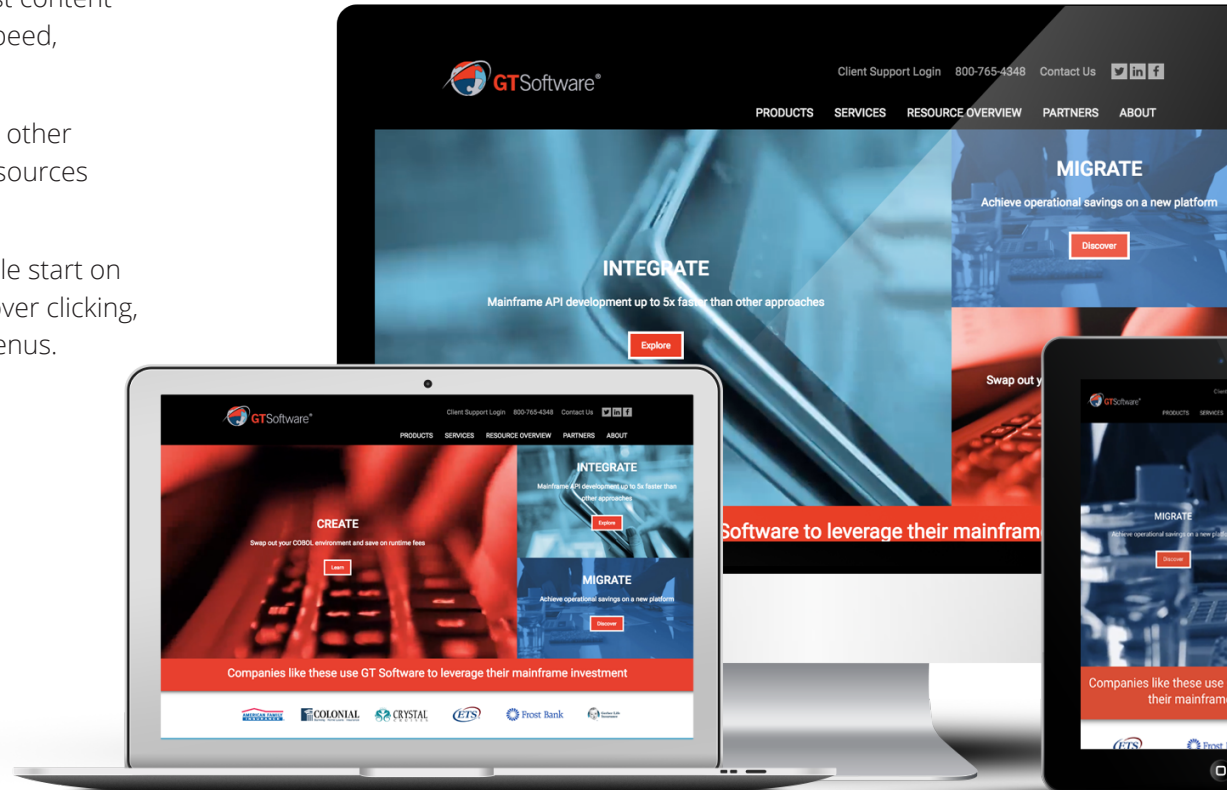 st content
peed,
other
sources
le start on
over clicking,
enus.
GTSoftware®
Client Support Login 800-765-4348 Contact Us
PRODUCTS SERVICES RESOURCE OVERVIEW PARTNERS ABOUT
INTEGRATE
Mainframe API development up to 5x faster than other approaches
Explore
MIGRATE
Achieve operational savings on a new platform
Discover
Swap out y
Software to leverage their mainfram
GTSoftware®
Client Support Login 800-765-4348 Contact Us
PRODUCTS SERVICES RESOURCE OVERVIEW PARTNERS ABOUT
CREATE
Swap out your COBOL environment and save on runtime fees
Learn
INTEGRATE
Mainframe API development up to 5x faster than
other approaches
Explore
MIGRATE
Achieve operational savings on a new platform
Discover
Companies like these use GT Software to leverage their mainframe investment
AMERICAN FAMILY
INSURANCE
COLONIAL
CRYSTAL
ETS
Frost Bank
GTSoftware®
Clien
PRODUCTS SERVICES
MIGRATE
Achieve operational savings on a new platf
Discover
Companies like these use
their mainframe
ETS
Frost